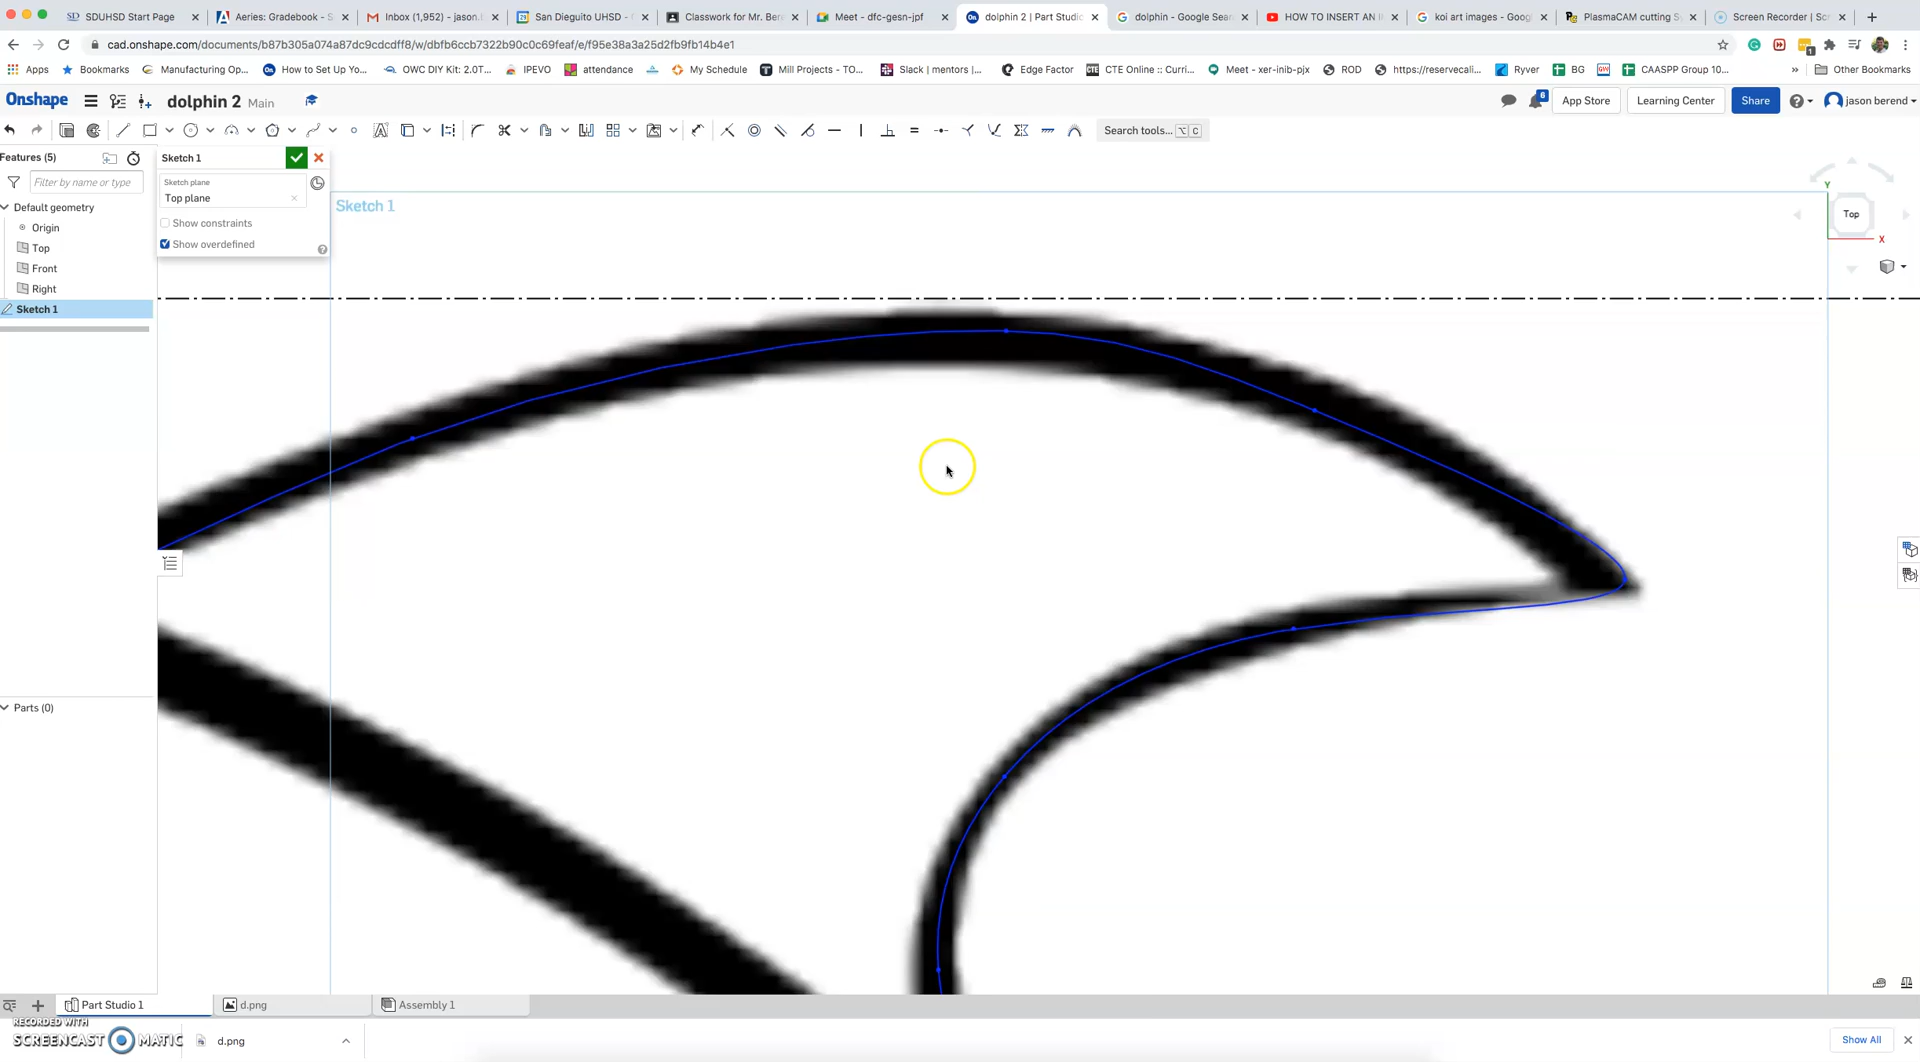 SDUHSD Start Page
Aeries: Gradebook - S
Inbox (1,952) - jason.l
San Dieguito UHSD -
Classwork for Mr. Ber
Meet - dfc-gesn-jpf
dolphin 2 | Part Studi
dolphin - Google Sear
HOW TO INSERT AN I
koi art images - Goog
PlasmaCAM cutting S
Screen Recorder | Sc
cad.onshape.com/documents/b87b305a074a87dc9cdcdff8/w/dbfb6ccb7322b90c0c69feaf/e/f95e38a3a25d2fb9fb14b4e1
Apps
Bookmarks
Manufacturing Op...
How to Set Up Yo...
OWC DIY Kit: 2.0T...
IPEVO
attendance
My Schedule
Mill Projects - TO...
Slack | mentors |...
Edge Factor
CTE Online :: Curri...
Meet - xer-inib-pjx
ROD
https://reservecali...
Ryver
BG
CAASPP Group 10...
»
Other Bookmarks
Onshape
dolphin 2 Main
6
App Store
Learning Center
Share
jason berend
Search tools... ⌥ C
Features (5)
Filter by name or type
Default geometry
Origin
Top
Front
Right
Sketch 1
Sketch 1
Sketch plane
Top plane
Show constraints
Show overdefined
Sketch 1
Y
Top
X
Parts (0)
Part Studio 1
d.png
Assembly 1
RECORDED WITH
SCREENCAST MATIC
d.png
Show All